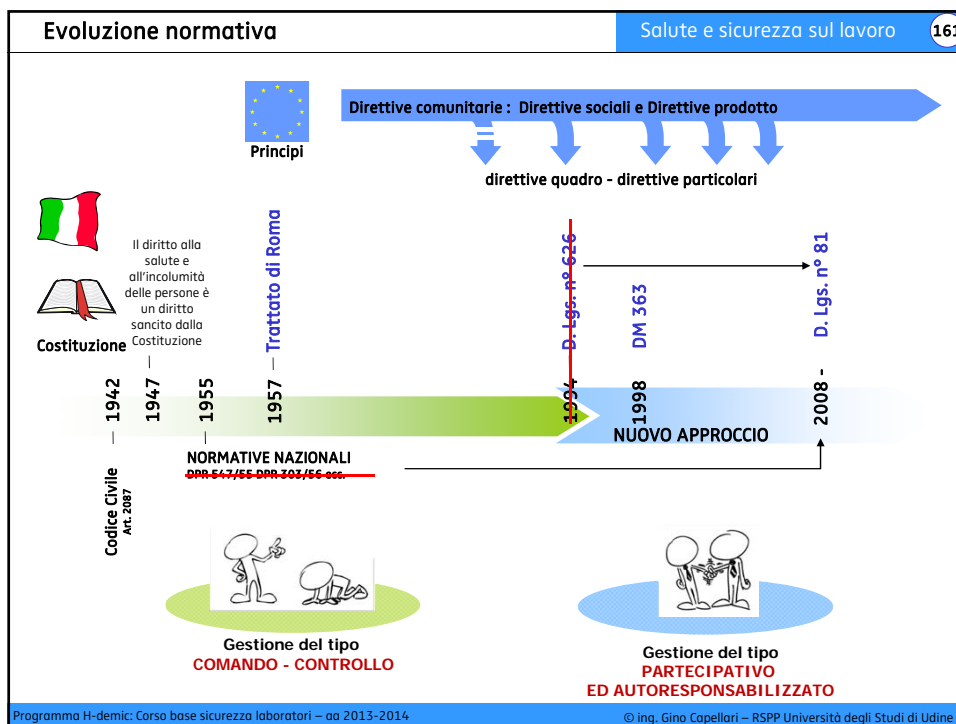 Evoluzione normativa
Salute e sicurezza sul lavoro
161
Direttive comunitarie : Direttive sociali e Direttive prodotto
Principi
direttive quadro - direttive particolari
Il diritto alla
salute e
all'incolumità
delle persone è
un diritto
sancito dalla
Costituzione
Costituzione
Trattato di Roma
D. Lgs. n° 626
DM 363
D. Lgs. n° 81
1942
1947
1955
1957
1994
1998
2008 -
NUOVO APPROCCIO
NORMATIVE NAZIONALI
DPR 547/55 DPR 303/56 ecc.
Codice Civile
Art. 2087
Gestione del tipo
COMANDO - CONTROLLO
Gestione del tipo
PARTECIPATIVO
ED AUTORESPONSABILIZZATO
Programma H-demic: Corso base sicurezza laboratori – aa 2013-2014
© ing. Gino Capellari – RSPP Università degli Studi di Udine